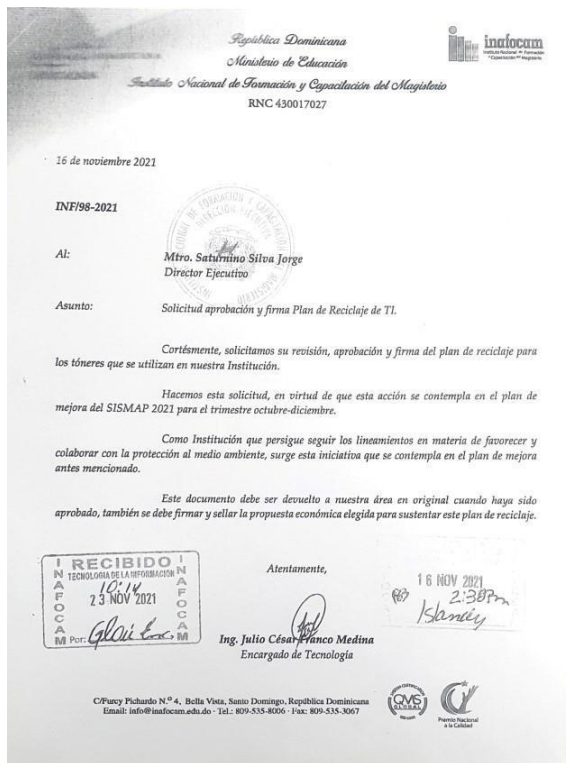 República Dominicana
Ministerio de Educación
Instituto Nacional de Formación y Capacitación del Magisterio
RNC 430017027
inafocam
Instituto Nacional de Formación
y Capacitación del Magisterio
16 de noviembre 2021
INF/98-2021
Al:
Mtro. Saturnino Silva Jorge
Director Ejecutivo
Asunto:
Solicitud aprobación y firma Plan de Reciclaje de TI.
Cortésmente, solicitamos su revisión, aprobación y firma del plan de reciclaje para
los tóneres que se utilizan en nuestra Institución.
Hacemos esta solicitud, en virtud de que esta acción se contempla en el plan de
mejora del SISMAP 2021 para el trimestre octubre-diciembre.
Como Institución que persigue seguir los lineamientos en materia de favorecer y
colaborar con la protección al medio ambiente, surge esta iniciativa que se contempla en el plan de mejora
antes mencionado.
Este documento debe ser devuelto a nuestra área en original cuando haya sido
aprobado, también se debe firmar y sellar la propuesta económica elegida para sustentar este plan de reciclaje.
INAFOCAM
RECIBIDO
TECNOLOGIA DE LA INFORMACIÓN
10:14
23 NOV 2021
Por:
INAFOCAM
Atentamente,
16 NOV 2021
Ing. Julio César Franco Medina
Encargado de Tecnología
C/Furcy Pichardo N.º 4, Bella Vista, Santo Domingo, República Dominicana
Email: info@inafocam.edu.do · Tel.: 809-535-8006 · Fax: 809-535-3067
QMS
GLOBAL
Premio Nacional
a la Calidad